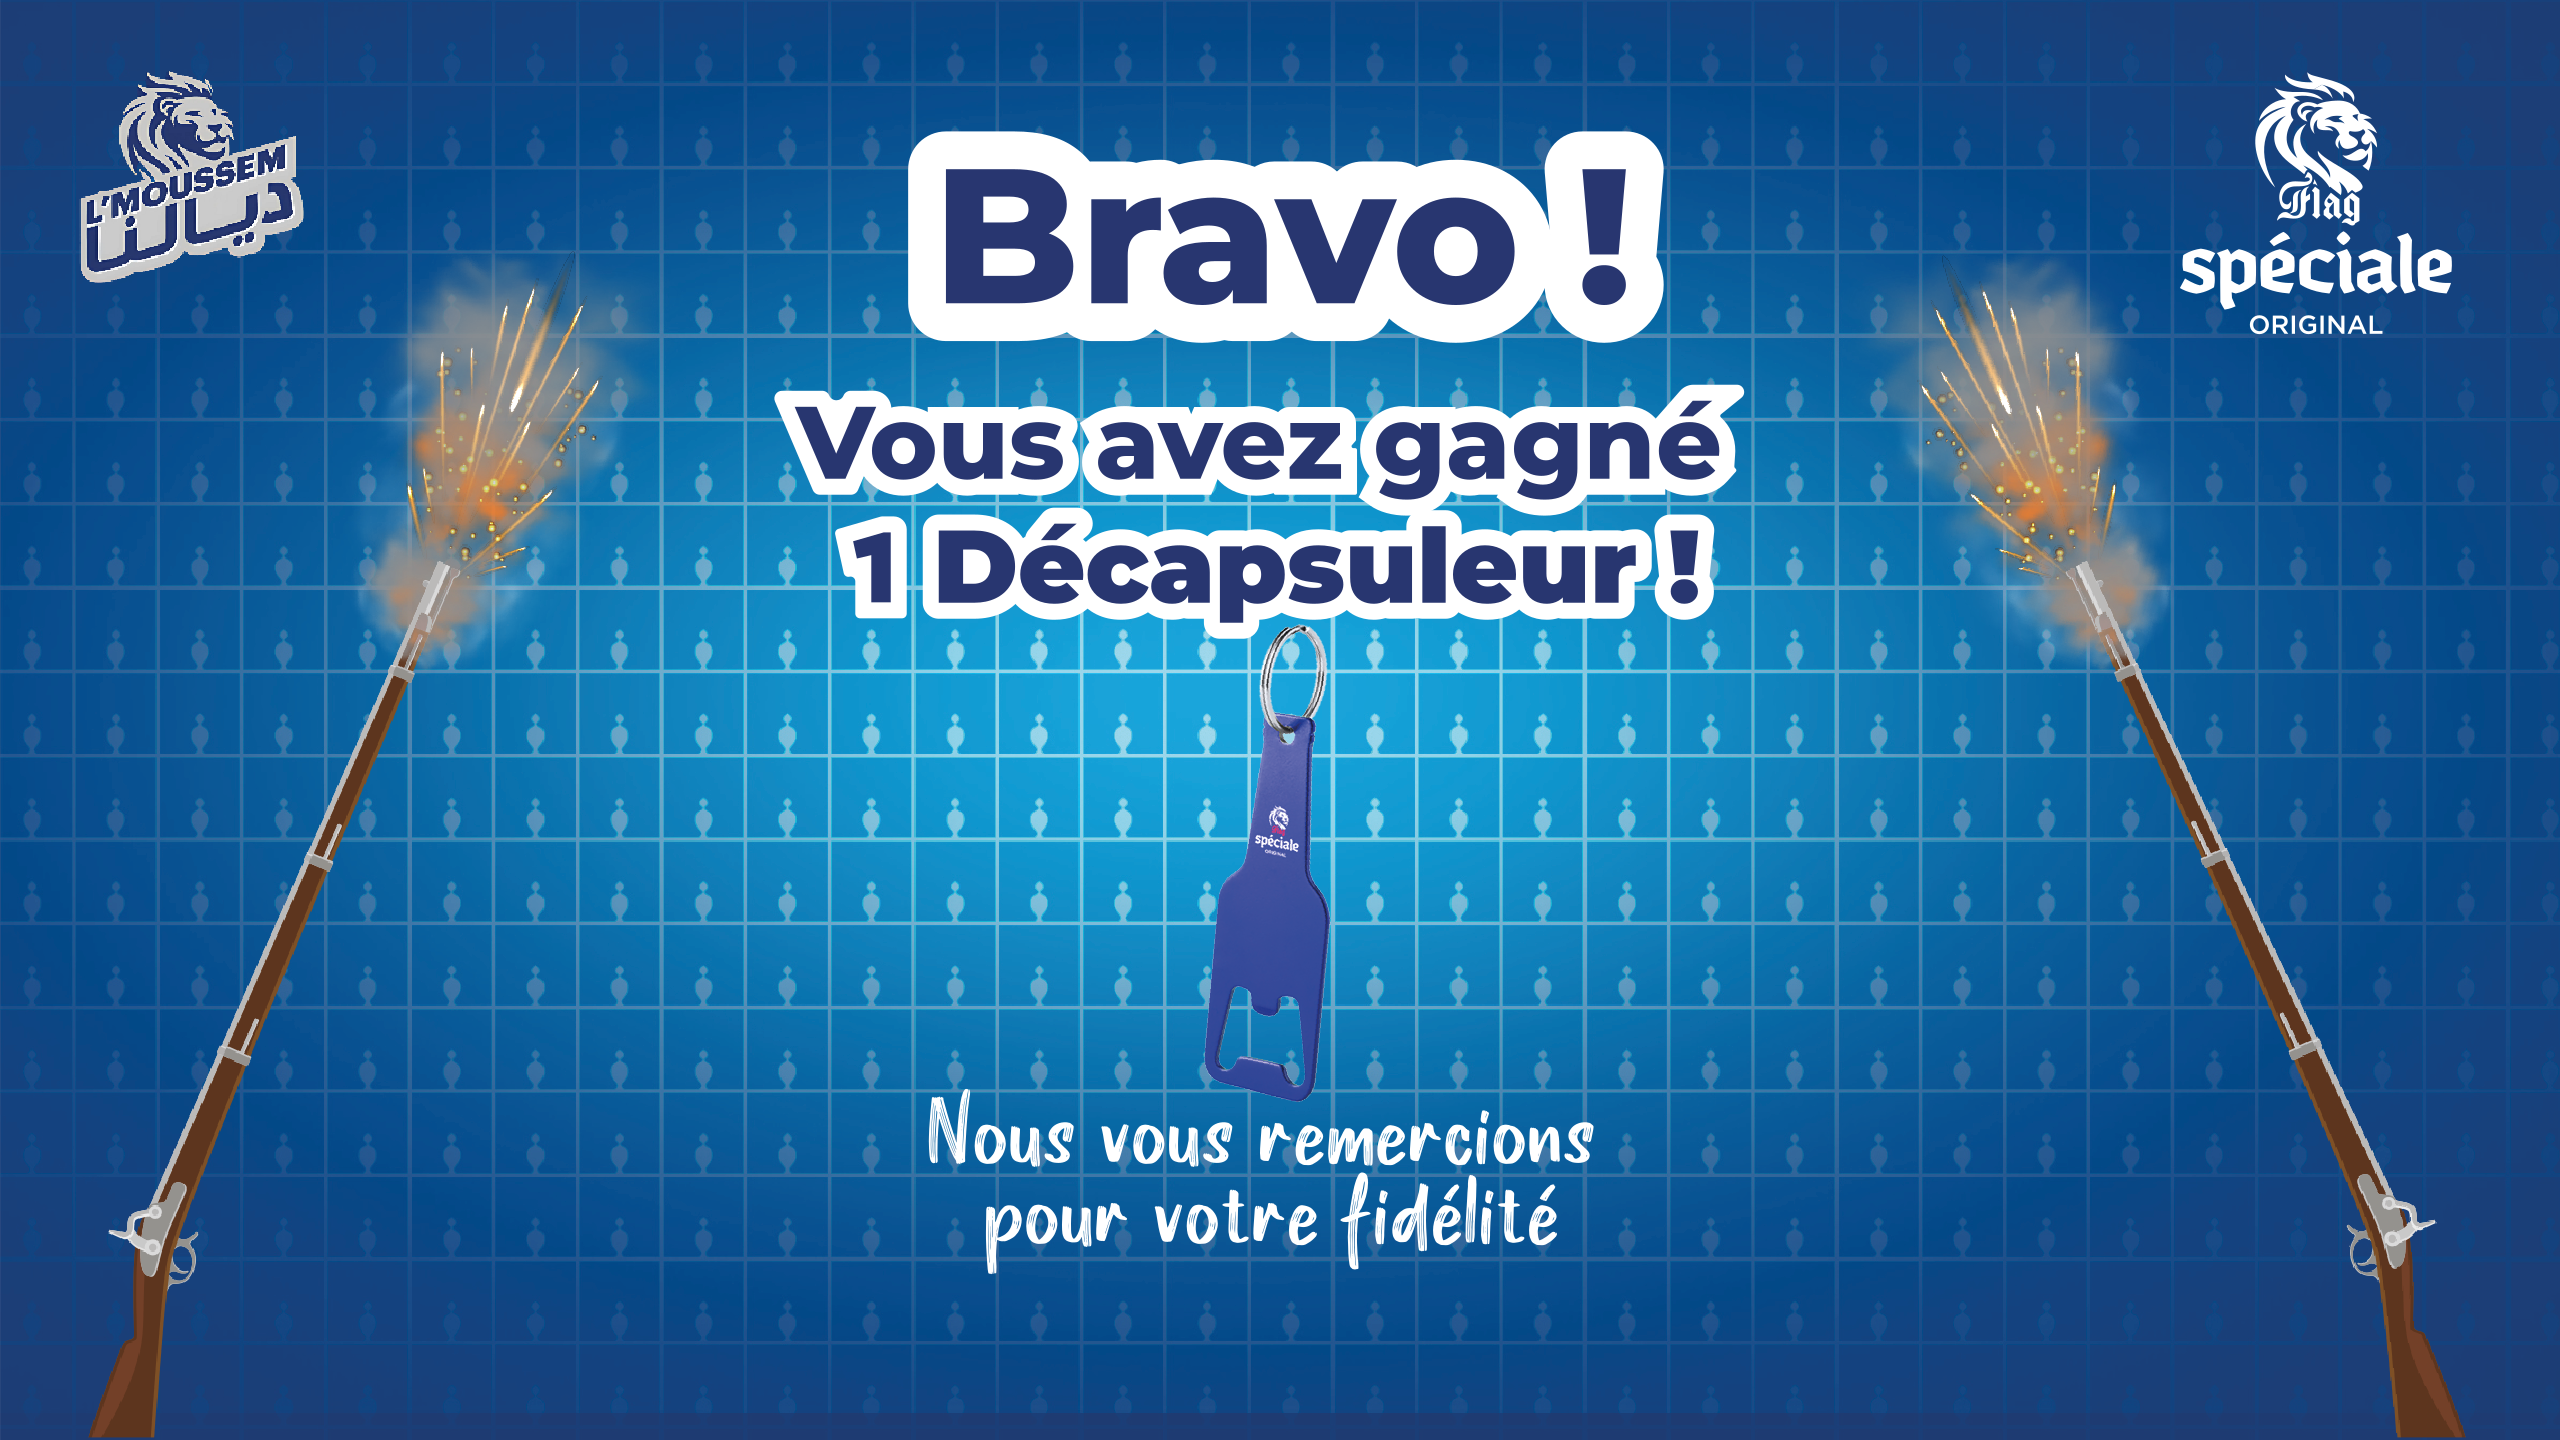 L'MOUSSEM
ديالنا
Flag
spéciale
ORIGINAL
Bravo !
Vous avez gagné
1 Décapsuleur !
spéciale
ORIGINAL
Nous vous remercions
pour votre fidélité